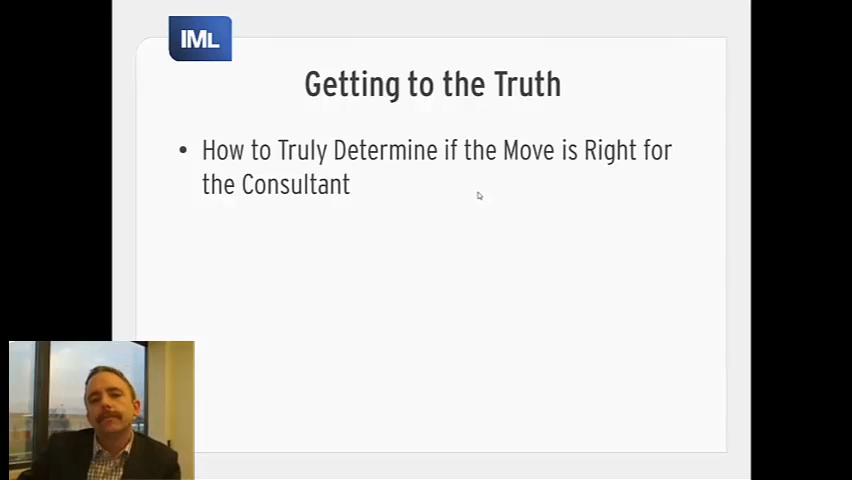 IML
Getting to the Truth
• How to Truly Determine if the Move is Right for
the Consultant